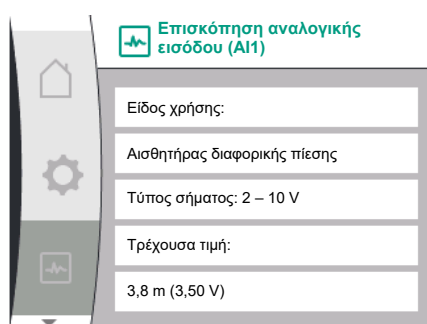 Επισκόπηση αναλογικής
εισόδου (AI1)
Είδος χρήσης:
Αισθητήρας διαφορικής πίεσης
Τύπος σήματος: 2 – 10 V
Τρέχουσα τιμή:
3,8 m (3,50 V)